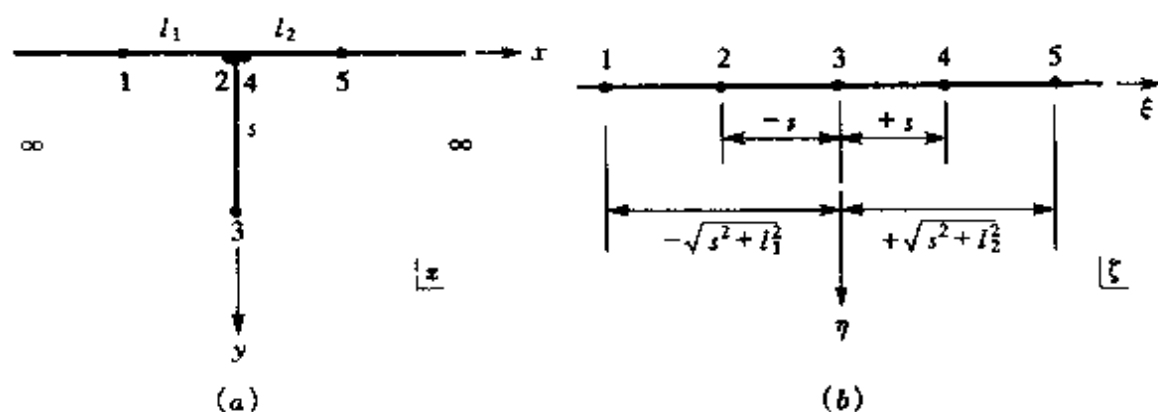 l₁ l₂ x
1 2 4 5
s
∞ ∞
3
z
y
(a)
1 2 3 4 5
ξ
−s +s
−√(s²+l₁²) +√(s²+l₂²)
ζ
η
(b)